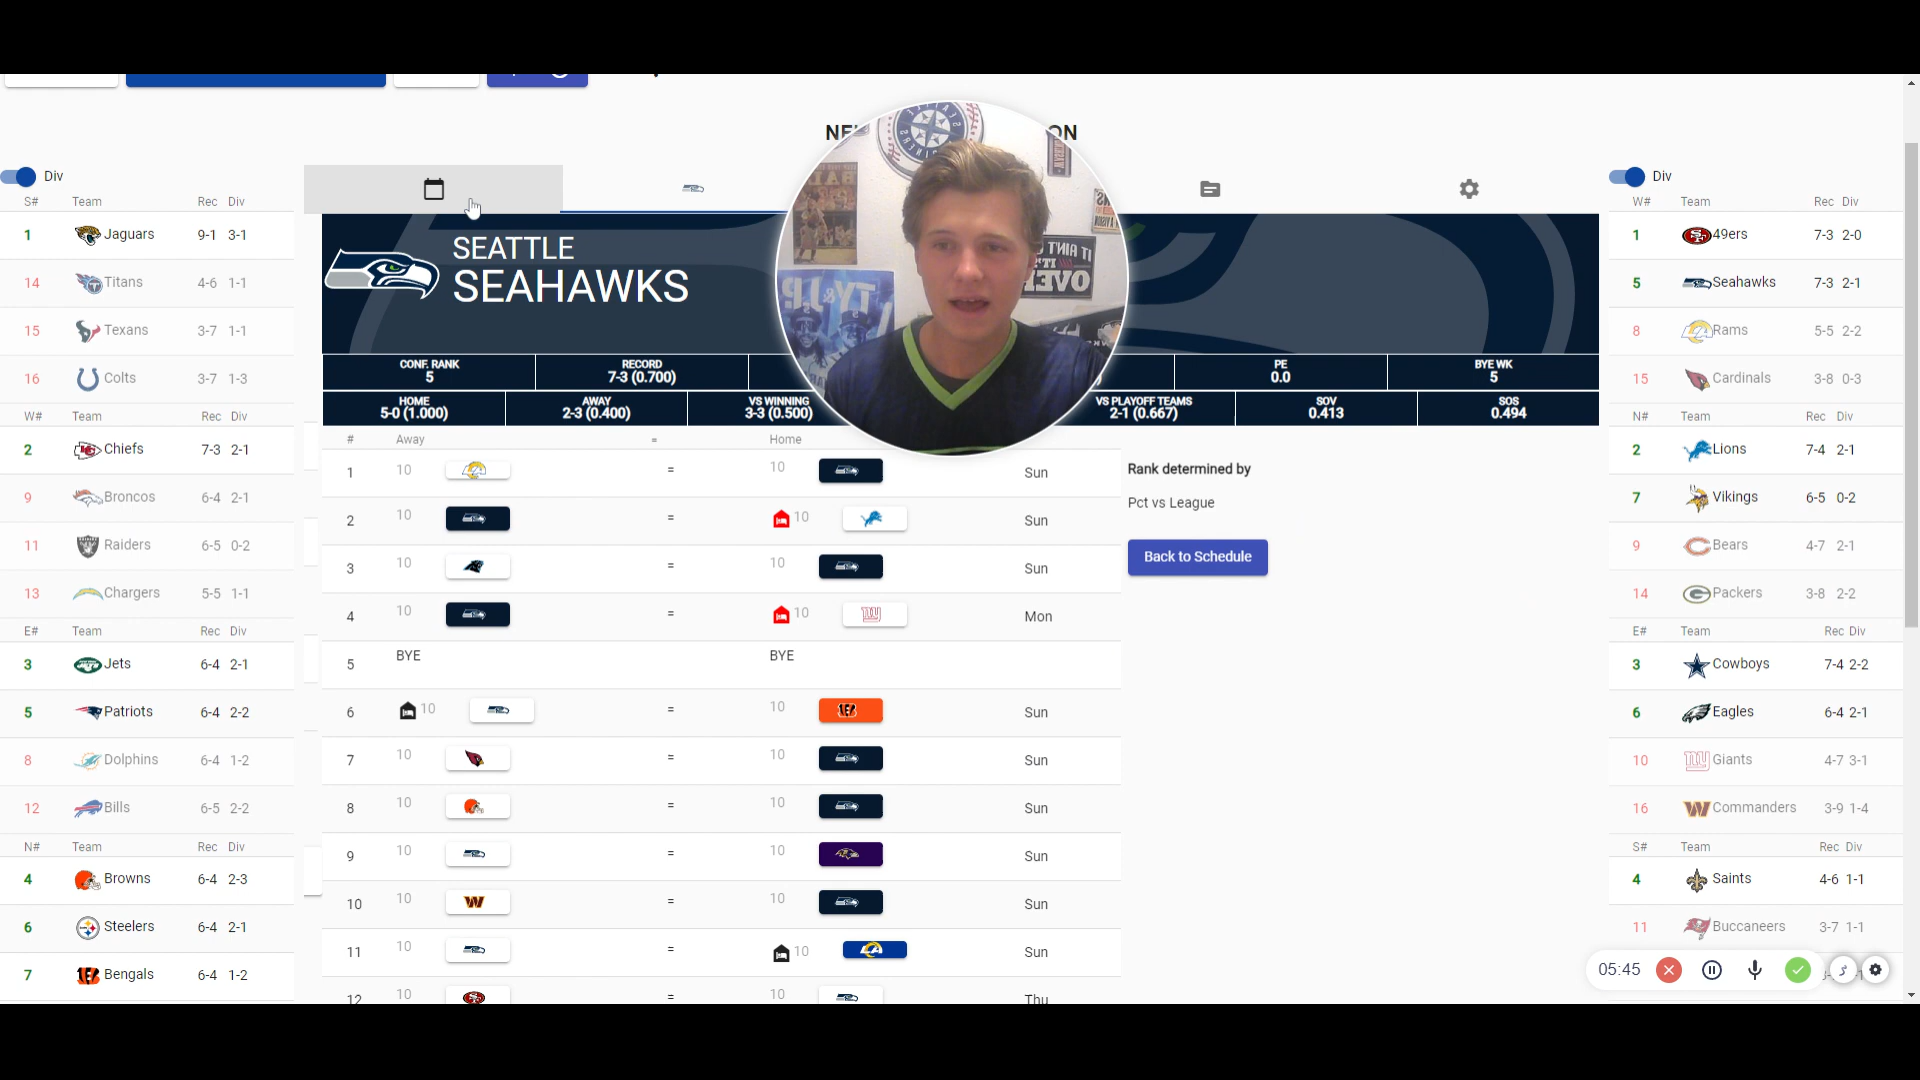 NE ON
Div
S# Team Rec Div
1 Jaguars 9-1 3-1
14 Titans 4-6 1-1
15 Texans 3-7 1-1
16 Colts 3-7 1-3
W# Team Rec Div
2 Chiefs 7-3 2-1
9 Broncos 6-4 2-1
11 Raiders 6-5 0-2
13 Chargers 5-5 1-1
E# Team Rec Div
3 Jets 6-4 2-1
5 Patriots 6-4 2-2
8 Dolphins 6-4 1-2
12 Bills 6-5 2-2
N# Team Rec Div
4 Browns 6-4 2-3
6 Steelers 6-4 2-1
7 Bengals 6-4 1-2
SEATTLE
SEAHAWKS
CONF. RANK
5
RECORD
7-3 (0.700)
PE
0.0
BYE WK
5
HOME
5-0 (1.000)
AWAY
2-3 (0.400)
VS WINNING
3-3 (0.500)
VS PLAYOFF TEAMS
2-1 (0.667)
SOV
0.413
SOS
0.494
# Away = Home
1 10 = 10 Sun
2 10 = 10 Sun
3 10 = 10 Sun
4 10 = 10 Mon
5 BYE BYE
6 10 = 10 Sun
7 10 = 10 Sun
8 10 = 10 Sun
9 10 = 10 Sun
10 10 = 10 Sun
11 10 = 10 Sun
12 10 = 10 Thu
Rank determined by
Pct vs League
Back to Schedule
IT AIN'T
IT'S
OVER
TY & JP
Div
W# Team Rec Div
1 49ers 7-3 2-0
5 Seahawks 7-3 2-1
8 Rams 5-5 2-2
15 Cardinals 3-8 0-3
N# Team Rec Div
2 Lions 7-4 2-1
7 Vikings 6-5 0-2
9 Bears 4-7 2-1
14 Packers 3-8 2-2
E# Team Rec Div
3 Cowboys 7-4 2-2
6 Eagles 6-4 2-1
10 Giants 4-7 3-1
16 Commanders 3-9 1-4
S# Team Rec Div
4 Saints 4-6 1-1
11 Buccaneers 3-7 1-1
05:45